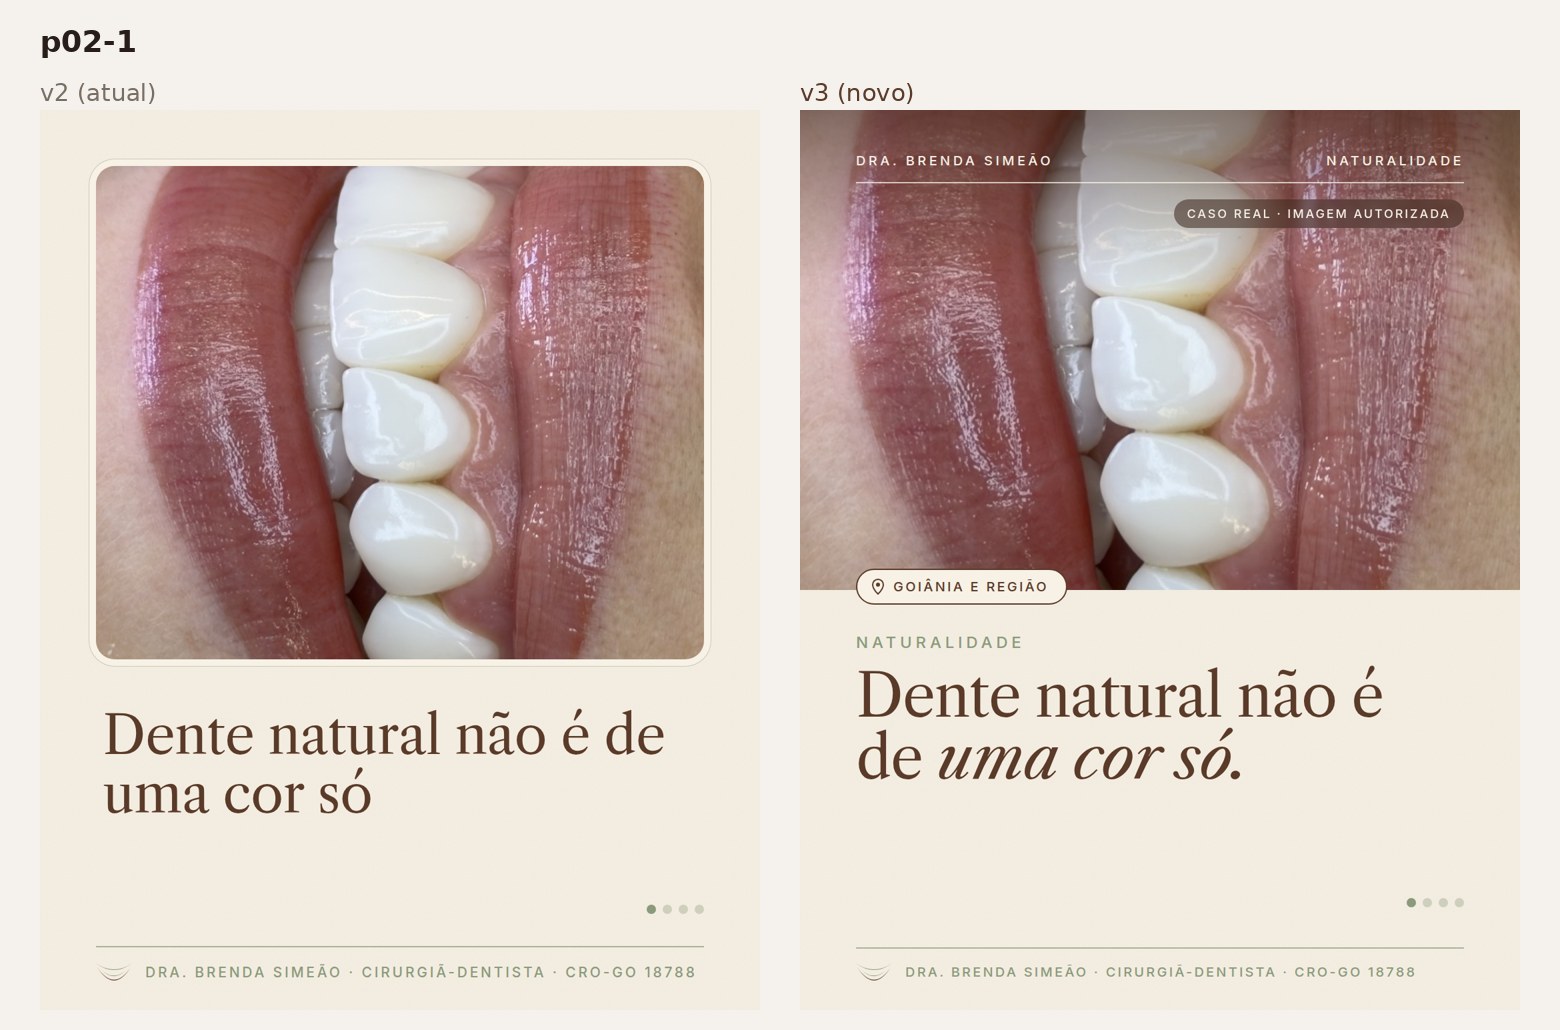 p02-1
v2 (atual)
Dente natural não é de
uma cor só
DRA. BRENDA SIMEÃO · CIRURGIÃ-DENTISTA · CRO-GO 18788
v3 (novo)
DRA. BRENDA SIMEÃO
NATURALIDADE
CASO REAL · IMAGEM AUTORIZADA
GOIÂNIA E REGIÃO
NATURALIDADE
Dente natural não é
de uma cor só.
DRA. BRENDA SIMEÃO · CIRURGIÃ-DENTISTA · CRO-GO 18788